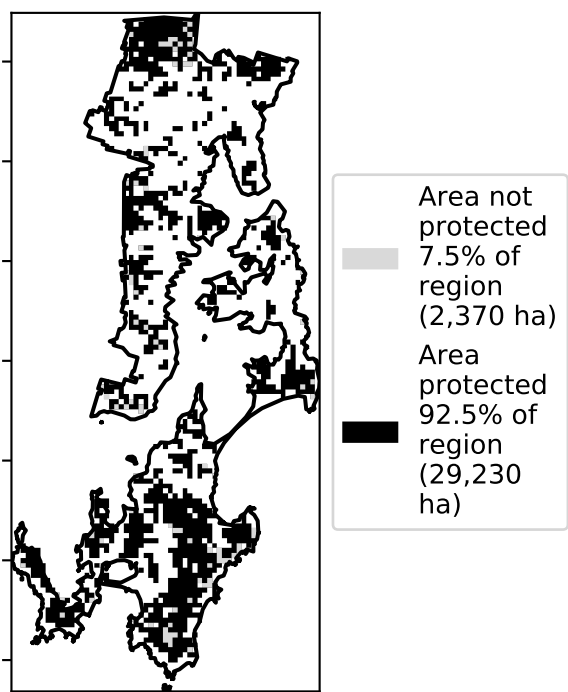 Area not
protected
7.5% of
region
(2,370 ha)
Area
protected
92.5% of
region
(29,230
ha)